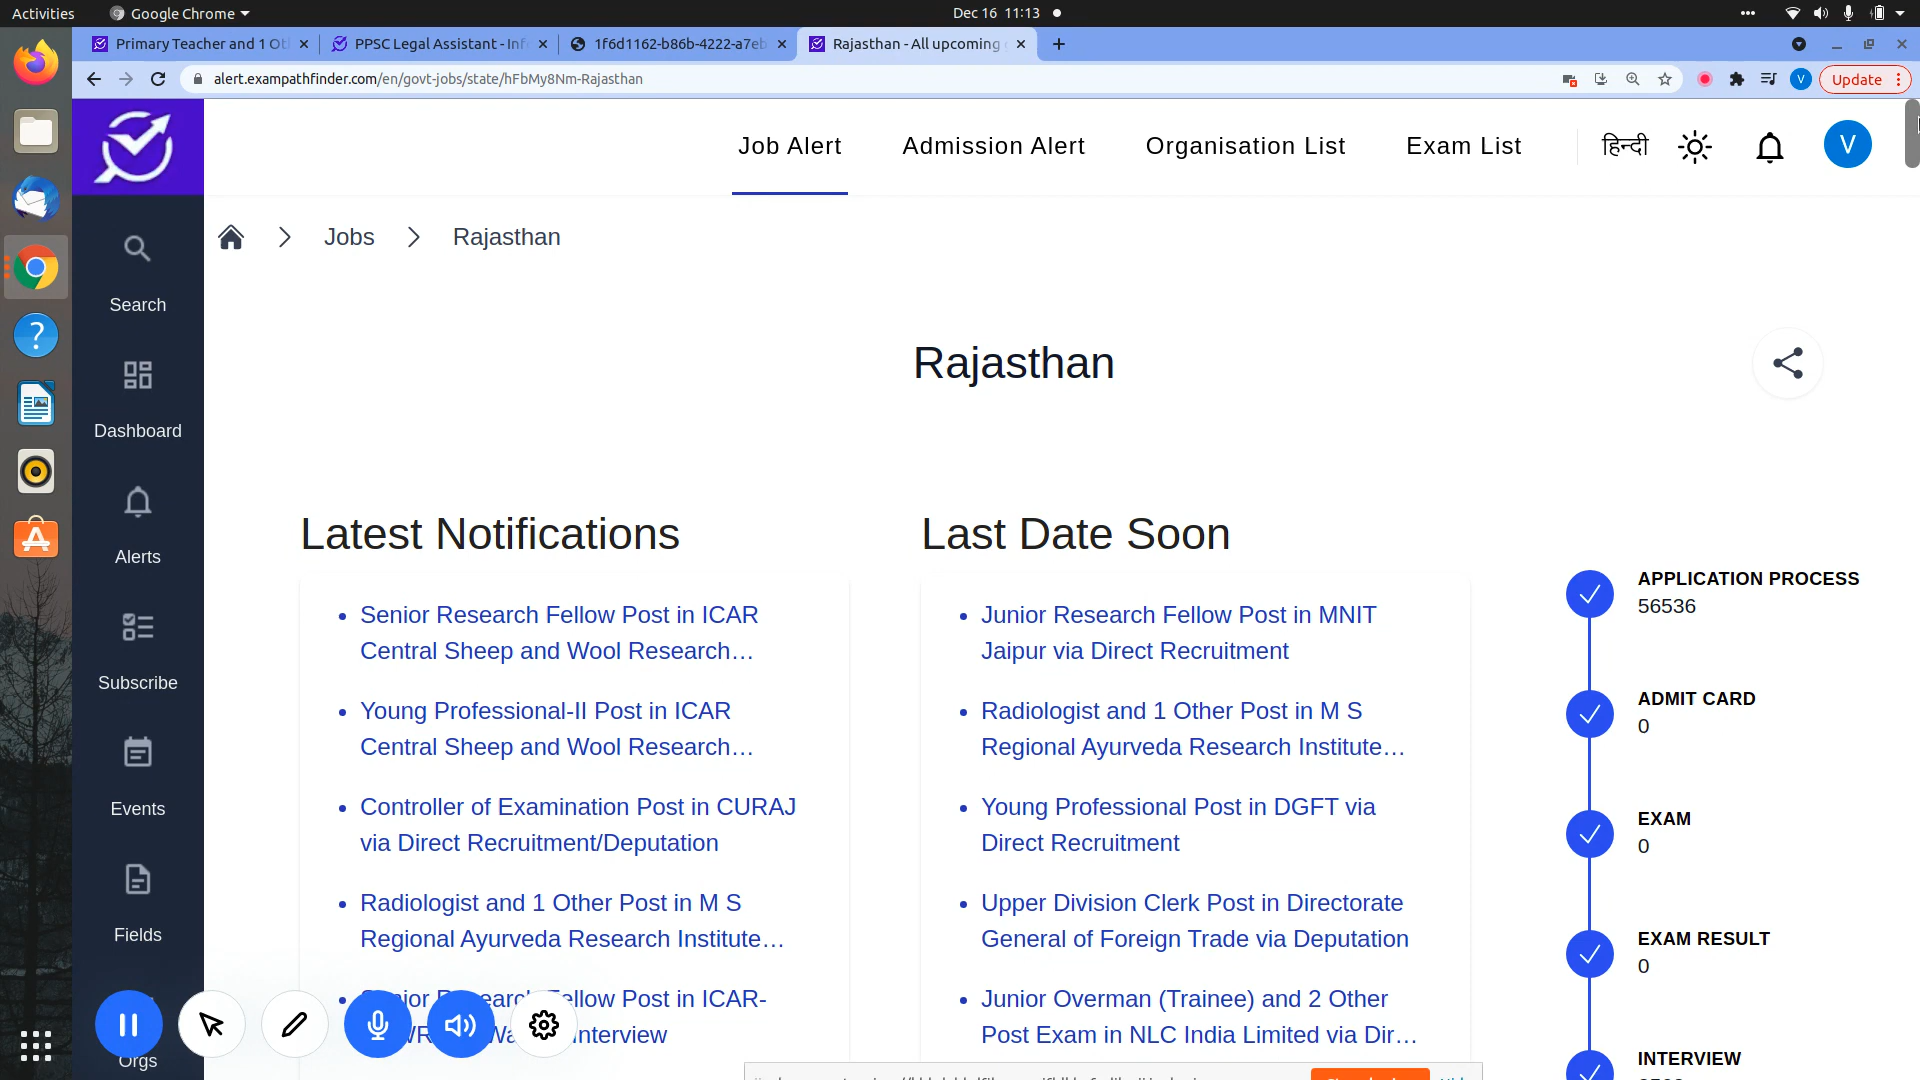 Activities
Google Chrome
Dec 16 11:13
Primary Teacher and 1 Ot
PPSC Legal Assistant - Inf
1f6d1162-b86b-4222-a7eb
Rajasthan - All upcoming
alert.exampathfinder.com/en/govt-jobs/state/hFbMy8Nm-Rajasthan
V
Update
Job Alert
Admission Alert
Organisation List
Exam List
हिन्दी
V
Jobs
Rajasthan
Search
Dashboard
Alerts
Subscribe
Events
Fields
Orgs
Rajasthan
Latest Notifications
Senior Research Fellow Post in ICAR
Central Sheep and Wool Research…
Young Professional-II Post in ICAR
Central Sheep and Wool Research…
Controller of Examination Post in CURAJ
via Direct Recruitment/Deputation
Radiologist and 1 Other Post in M S
Regional Ayurveda Research Institute…
Fellow Post in ICAR-
Interview
Last Date Soon
Junior Research Fellow Post in MNIT
Jaipur via Direct Recruitment
Radiologist and 1 Other Post in M S
Regional Ayurveda Research Institute…
Young Professional Post in DGFT via
Direct Recruitment
Upper Division Clerk Post in Directorate
General of Foreign Trade via Deputation
Junior Overman (Trainee) and 2 Other
Post Exam in NLC India Limited via Dir…
APPLICATION PROCESS
56536
ADMIT CARD
0
EXAM
0
EXAM RESULT
0
INTERVIEW